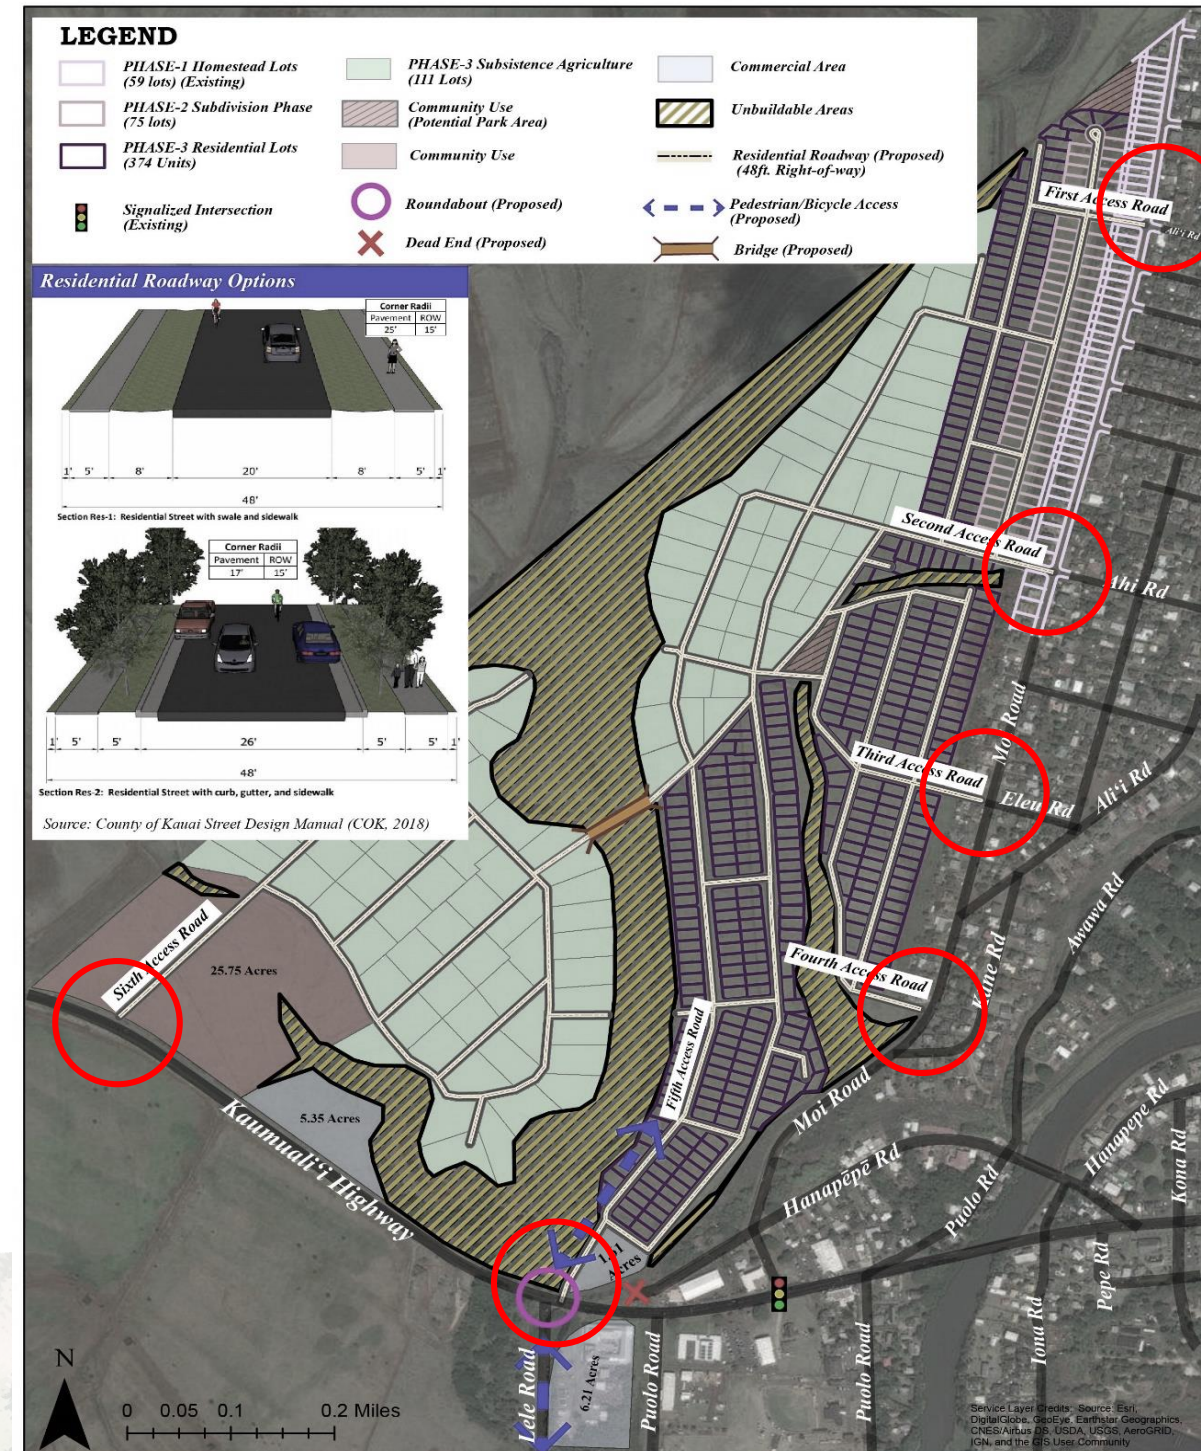 LEGEND
PHASE-1 Homestead Lots
(59 lots) (Existing)
PHASE-2 Subdivision Phase
(75 lots)
PHASE-3 Residential Lots
(374 Units)
Signalized Intersection
(Existing)
PHASE-3 Subsistence Agriculture
(111 Lots)
Community Use
(Potential Park Area)
Community Use
Roundabout (Proposed)
Dead End (Proposed)
Commercial Area
Unbuildable Areas
Residential Roadway (Proposed)
(48ft. Right-of-way)
Pedestrian/Bicycle Access
(Proposed)
Bridge (Proposed)
Residential Roadway Options
Corner Radii
Pavement ROW
25' 15'
1' 5' 8' 20' 8' 5' 1'
48'
Section Res-1: Residential Street with swale and sidewalk
Corner Radii
Pavement ROW
17' 15'
1' 5' 5' 26' 5' 5' 1'
48'
Section Res-2: Residential Street with curb, gutter, and sidewalk
Source: County of Kauai Street Design Manual (COK, 2018)
First Access Road
Ali'i Rd
Second Access Road
Ahi Rd
Moi Road
Third Access Road
Eleu Rd
Ali'i Rd
Awawa Rd
Fourth Access Road
Kane Rd
Sixth Access Road
25.75 Acres
Fifth Access Road
Moi Road
5.35 Acres
Kaumuali'i Highway
Hanapēpē Rd
Puolo Rd
Hanapepe Rd
Kona Rd
Acres
Iona Rd
Pepe Rd
Lele Road
6.21 Acres
Puolo Road
Puolo Road
N
0 0.05 0.1 0.2 Miles
Service Layer Credits: Source: Esri,
DigitalGlobe, GeoEye, Earthstar Geographics,
CNES/Airbus DS, USDA, USGS, AeroGRID,
IGN, and the GIS User Community